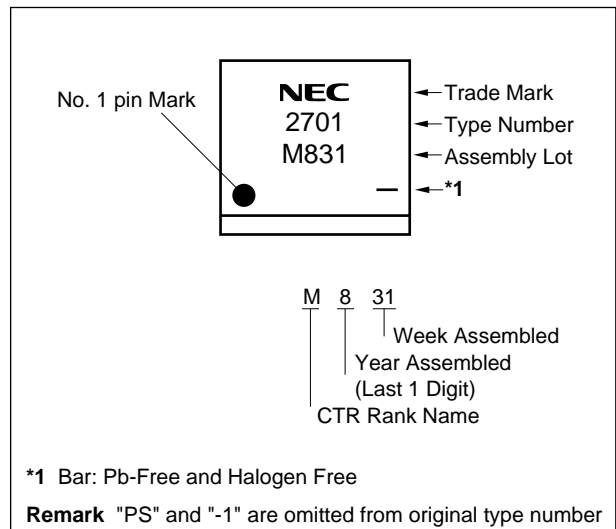 No. 1 pin Mark
NEC
2701
M831
Trade Mark
Type Number
Assembly Lot
*1
M 8 31
Week Assembled
Year Assembled
(Last 1 Digit)
CTR Rank Name
*1 Bar: Pb-Free and Halogen Free
Remark "PS" and "-1" are omitted from original type number